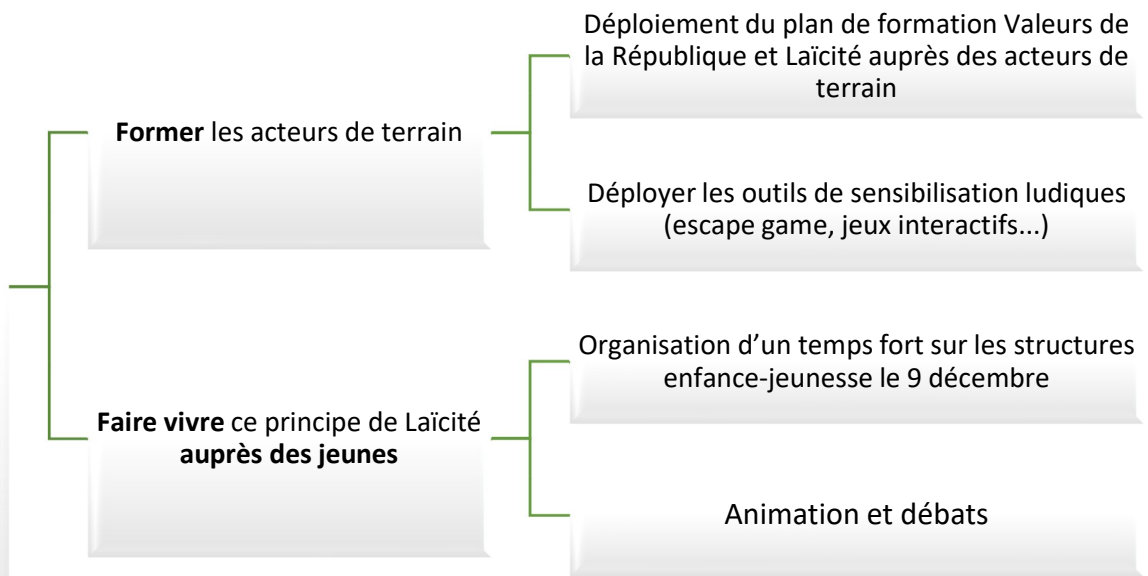 Former les acteurs de terrain
Déploiement du plan de formation Valeurs de
la République et Laïcité auprès des acteurs de
terrain
Déployer les outils de sensibilisation ludiques
(escape game, jeux interactifs...)
Faire vivre ce principe de Laïcité
auprès des jeunes
Organisation d’un temps fort sur les structures
enfance-jeunesse le 9 décembre
Animation et débats